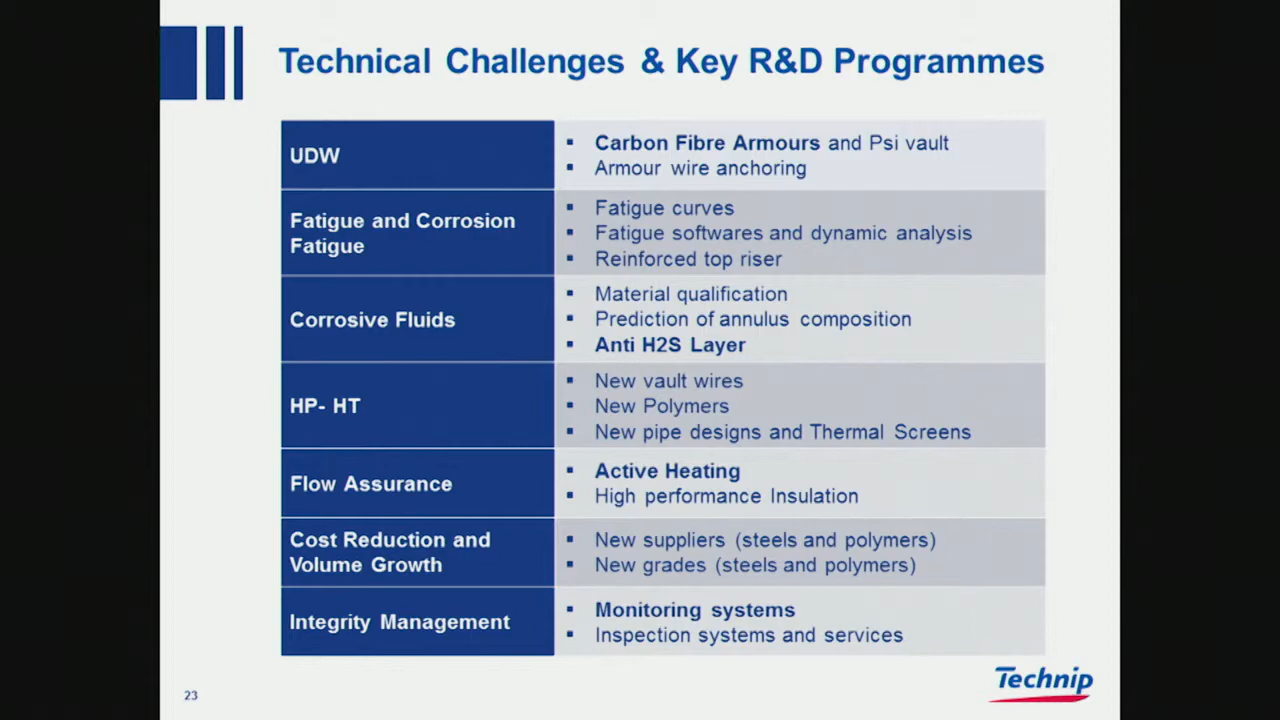 Technical Challenges & Key R&D Programmes
UDW
▪ Carbon Fibre Armours and Psi vault
▪ Armour wire anchoring
Fatigue and Corrosion
Fatigue
▪ Fatigue curves
▪ Fatigue softwares and dynamic analysis
▪ Reinforced top riser
Corrosive Fluids
▪ Material qualification
▪ Prediction of annulus composition
▪ Anti H2S Layer
HP- HT
▪ New vault wires
▪ New Polymers
▪ New pipe designs and Thermal Screens
Flow Assurance
▪ Active Heating
▪ High performance Insulation
Cost Reduction and
Volume Growth
▪ New suppliers (steels and polymers)
▪ New grades (steels and polymers)
Integrity Management
▪ Monitoring systems
▪ Inspection systems and services
23
Technip